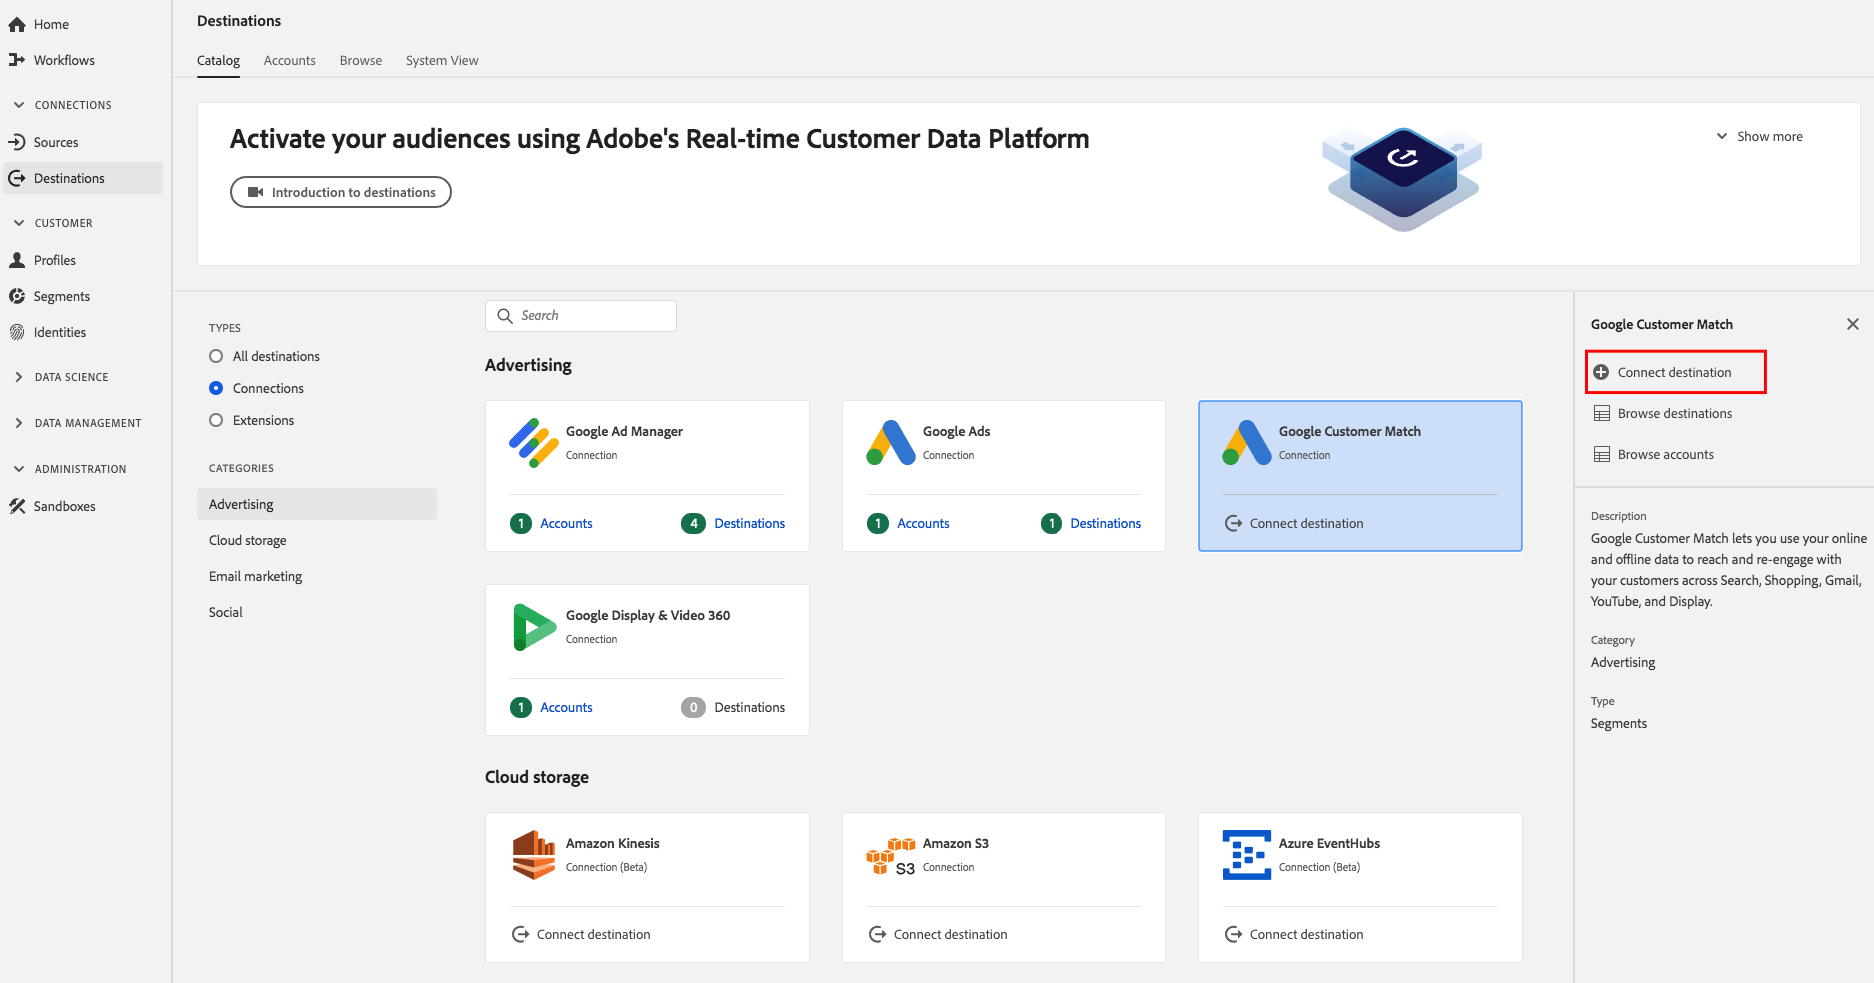 Home
Workflows
CONNECTIONS
Sources
Destinations
CUSTOMER
Profiles
Segments
Identities
DATA SCIENCE
DATA MANAGEMENT
ADMINISTRATION
Sandboxes
Destinations
Catalog Accounts Browse System View
Activate your audiences using Adobe's Real-time Customer Data Platform
Show more
Introduction to destinations
TYPES
All destinations
Connections
Extensions
CATEGORIES
Advertising
Cloud storage
Email marketing
Social
Search
Advertising
Google Ad Manager
Connection
1 Accounts 4 Destinations
Google Ads
Connection
1 Accounts 1 Destinations
Google Customer Match
Connection
Connect destination
Google Display & Video 360
Connection
1 Accounts 0 Destinations
Cloud storage
Amazon Kinesis
Connection (Beta)
Connect destination
S3
Amazon S3
Connection
Connect destination
Azure EventHubs
Connection (Beta)
Connect destination
Google Customer Match
Connect destination
Browse destinations
Browse accounts
Description
Google Customer Match lets you use your online
and offline data to reach and re-engage with
your customers across Search, Shopping, Gmail,
YouTube, and Display.
Category
Advertising
Type
Segments